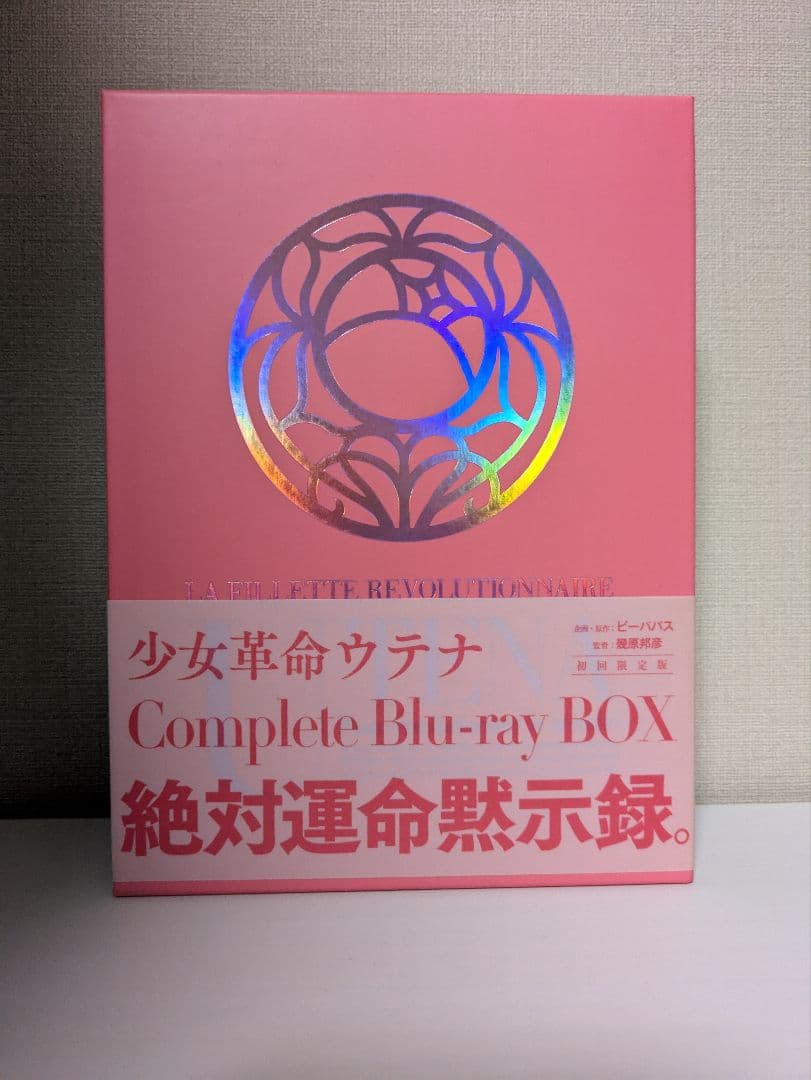 LA FILLETTE REVOLUTIONNAIRE
UTENA
少女革命ウテナ
企画・原作：ビーパパス
監督：幾原邦彦
初回限定版
Complete Blu-ray BOX
絶対運命黙示録。